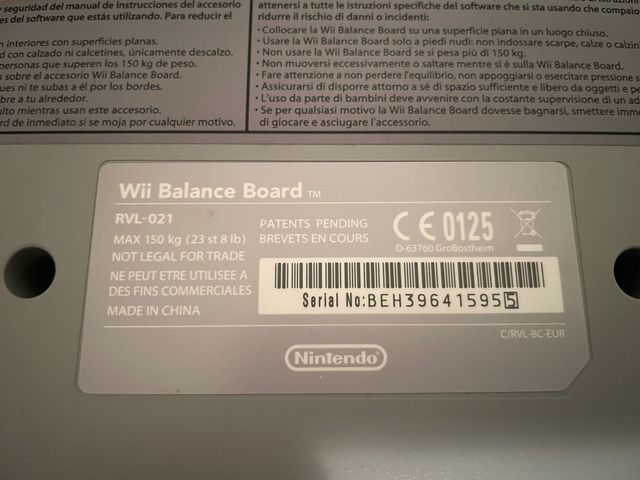 y seguridad del manual de instrucciones del accesorio
es del software que estás utilizando. Para reducir el
n interiores con superficies planas.
rd con calzado ni calcetines, únicamente descalzo.
personas que superen los 150 kg de peso.
s sobre el accesorio Wii Balance Board.
ues ni te subas a él por los bordes.
bre a tu alrededor.
ulto mientras usan este accesorio.
rd de inmediato si se moja por cualquier motivo.
attenersi a tutte le istruzioni specifiche del software che si sta usando che compaio
ridurre il rischio di danno o incidenti:
• Collocare la Wii Balance Board su una superficie piana in un luogo chiuso.
• Usare la Wii Balance Board solo a piedi nudi: non indossare scarpe, calze o calzin
• Non usare la Wii Balance Board se si pesa più di 150 kg.
• Non muoversi eccessivamente o saltare mentre si è sulla Wii Balance Board.
• Fare attenzione a non perdere l'equilibrio, non appoggiarsi o esercitare pressione s
• Assicurarsi di disporre attorno a sé di spazio sufficiente e libero da oggetti e pe
• L'uso da parte di bambini deve avvenire con la costante supervisione di un ad
• Se per qualsiasi motivo la Wii Balance Board dovesse bagnarsi, smettere imm
di giocare e asciugare l'accessorio.
Wii Balance Board TM
RVL-021
MAX 150 kg (23 st 8 lb)
NOT LEGAL FOR TRADE
NE PEUT ETRE UTILISEE A
DES FINS COMMERCIALES
MADE IN CHINA
PATENTS PENDING
BREVETS EN COURS
CE 0125
D-63760 Großostheim
Serial No:BEH396415955
C/RVL-BC-EUR
Nintendo